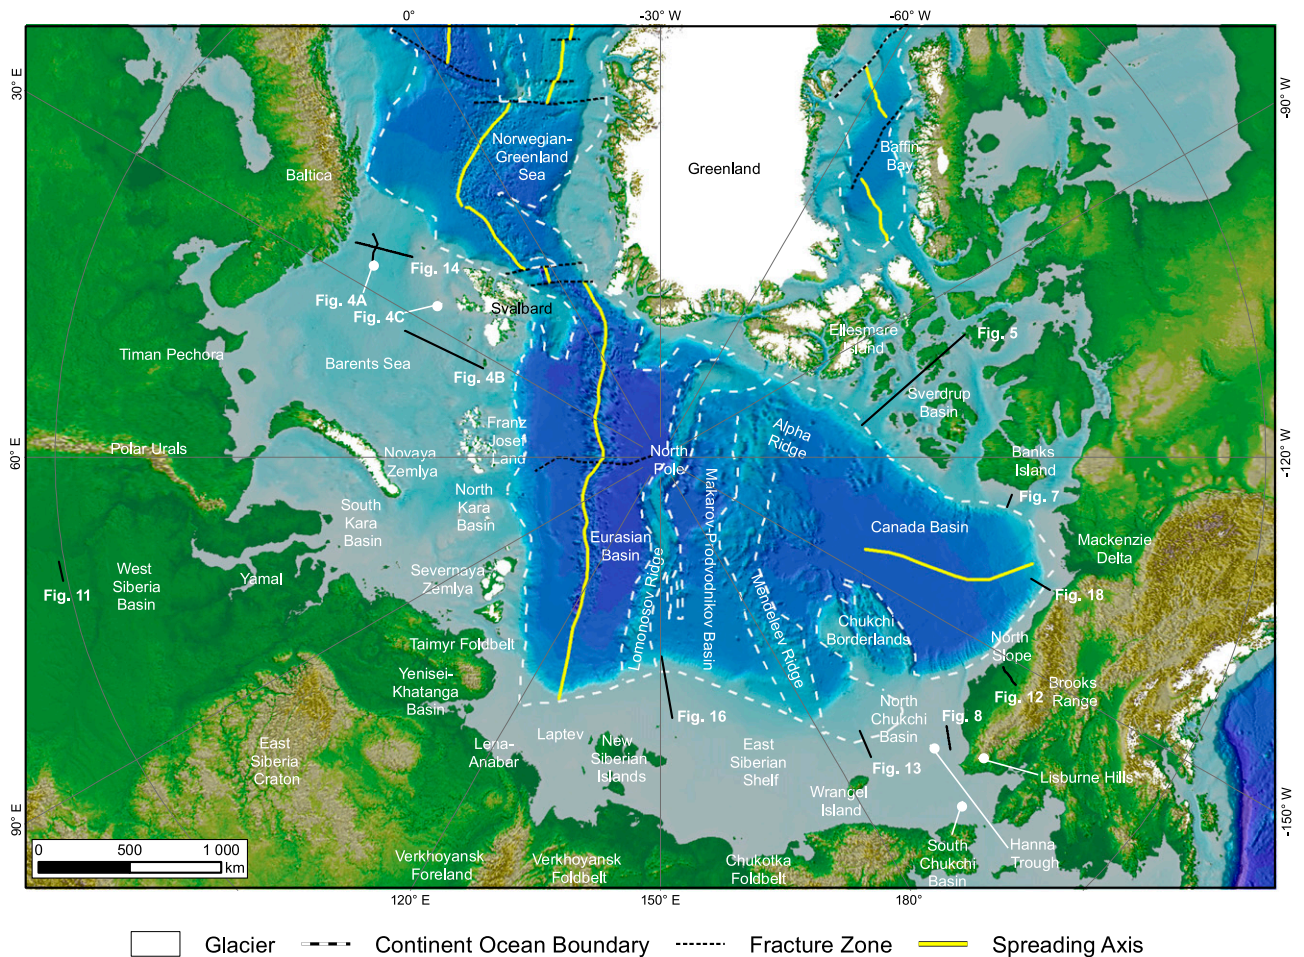 0°
-30° W
-60° W
30° E
-90° W
Norwegian-
Greenland
Sea
Baffin
Bay
Greenland
Baltica
Fig. 14
Fig. 4A
Fig. 4C
Svalbard
Ellesmere
Island
Fig. 5
Timan Pechora
Barents Sea
Fig. 4B
Sverdrup
Basin
Franz
Josef
Land
Alpha
Ridge
Polar Urals
Novaya
Zemlya
North
Pole
Banks
Island
60° E
-120° W
Makarov-Prodvodnikov Basin
South
Kara
Basin
North
Kara
Basin
Fig. 7
Canada Basin
Eurasian
Basin
Mackenzie
Delta
West
Siberia
Basin
Yamal
Severnaya
Zemlya
Fig. 11
Fig. 18
Lomonosov Ridge
Mendeleev Ridge
Chukchi
Borderlands
Taimyr Foldbelt
North
Slope
Yenisei-
Khatanga
Basin
Fig. 12
Brooks
Range
North
Chukchi
Basin
Fig. 16
Fig. 8
Laptev
East
Siberia
Craton
Lena-
Anabar
New
Siberian
Islands
East
Siberian
Shelf
Fig. 13
Lisburne Hills
Wrangel
Island
90° E
-150° W
0
500
1 000
km
Verkhoyansk
Foreland
Verkhoyansk
Foldbelt
Chukotka
Foldbelt
South
Chukchi
Basin
Hanna
Trough
120° E
150° E
180°
Glacier
Continent Ocean Boundary
Fracture Zone
Spreading Axis